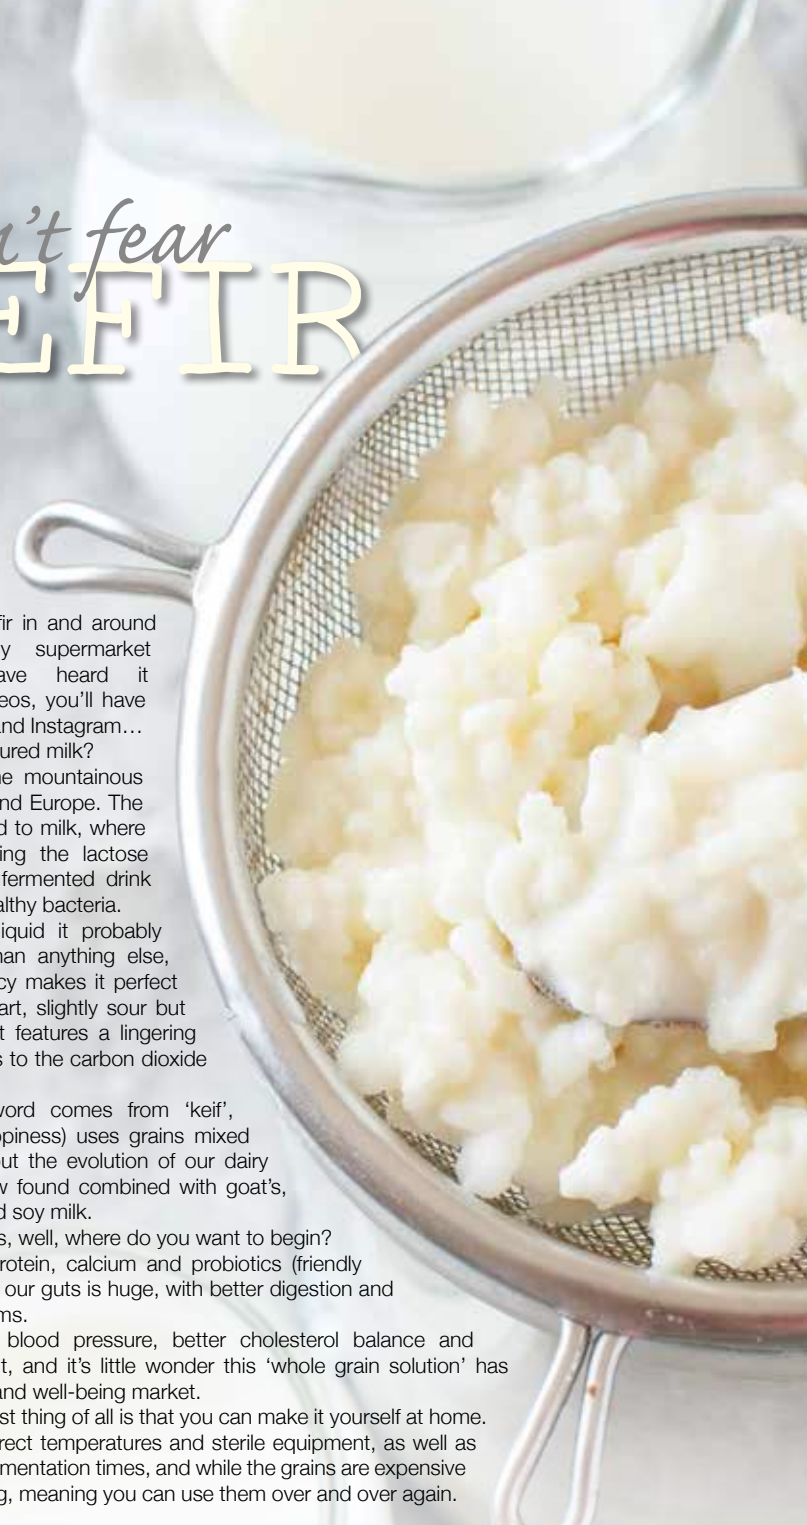 n't fear
EFIR
fir in and around
y supermarket
ave heard it
eos, you'll have
nd Instagram…
ured milk?
ne mountainous
nd Europe. The
d to milk, where
ing the lactose
fermented drink
althy bacteria.
iquid it probably
han anything else,
cy makes it perfect
art, slightly sour but
t features a lingering
s to the carbon dioxide
word comes from ‘keif’,
ppiness) uses grains mixed
out the evolution of our dairy
w found combined with goat’s,
d soy milk.
s, well, where do you want to begin?
rotein, calcium and probiotics (friendly
our guts is huge, with better digestion and
ms.
blood pressure, better cholesterol balance and
t, and it’s little wonder this ‘whole grain solution’ has
and well-being market.
st thing of all is that you can make it yourself at home.
rect temperatures and sterile equipment, as well as
mentation times, and while the grains are expensive
g, meaning you can use them over and over again.